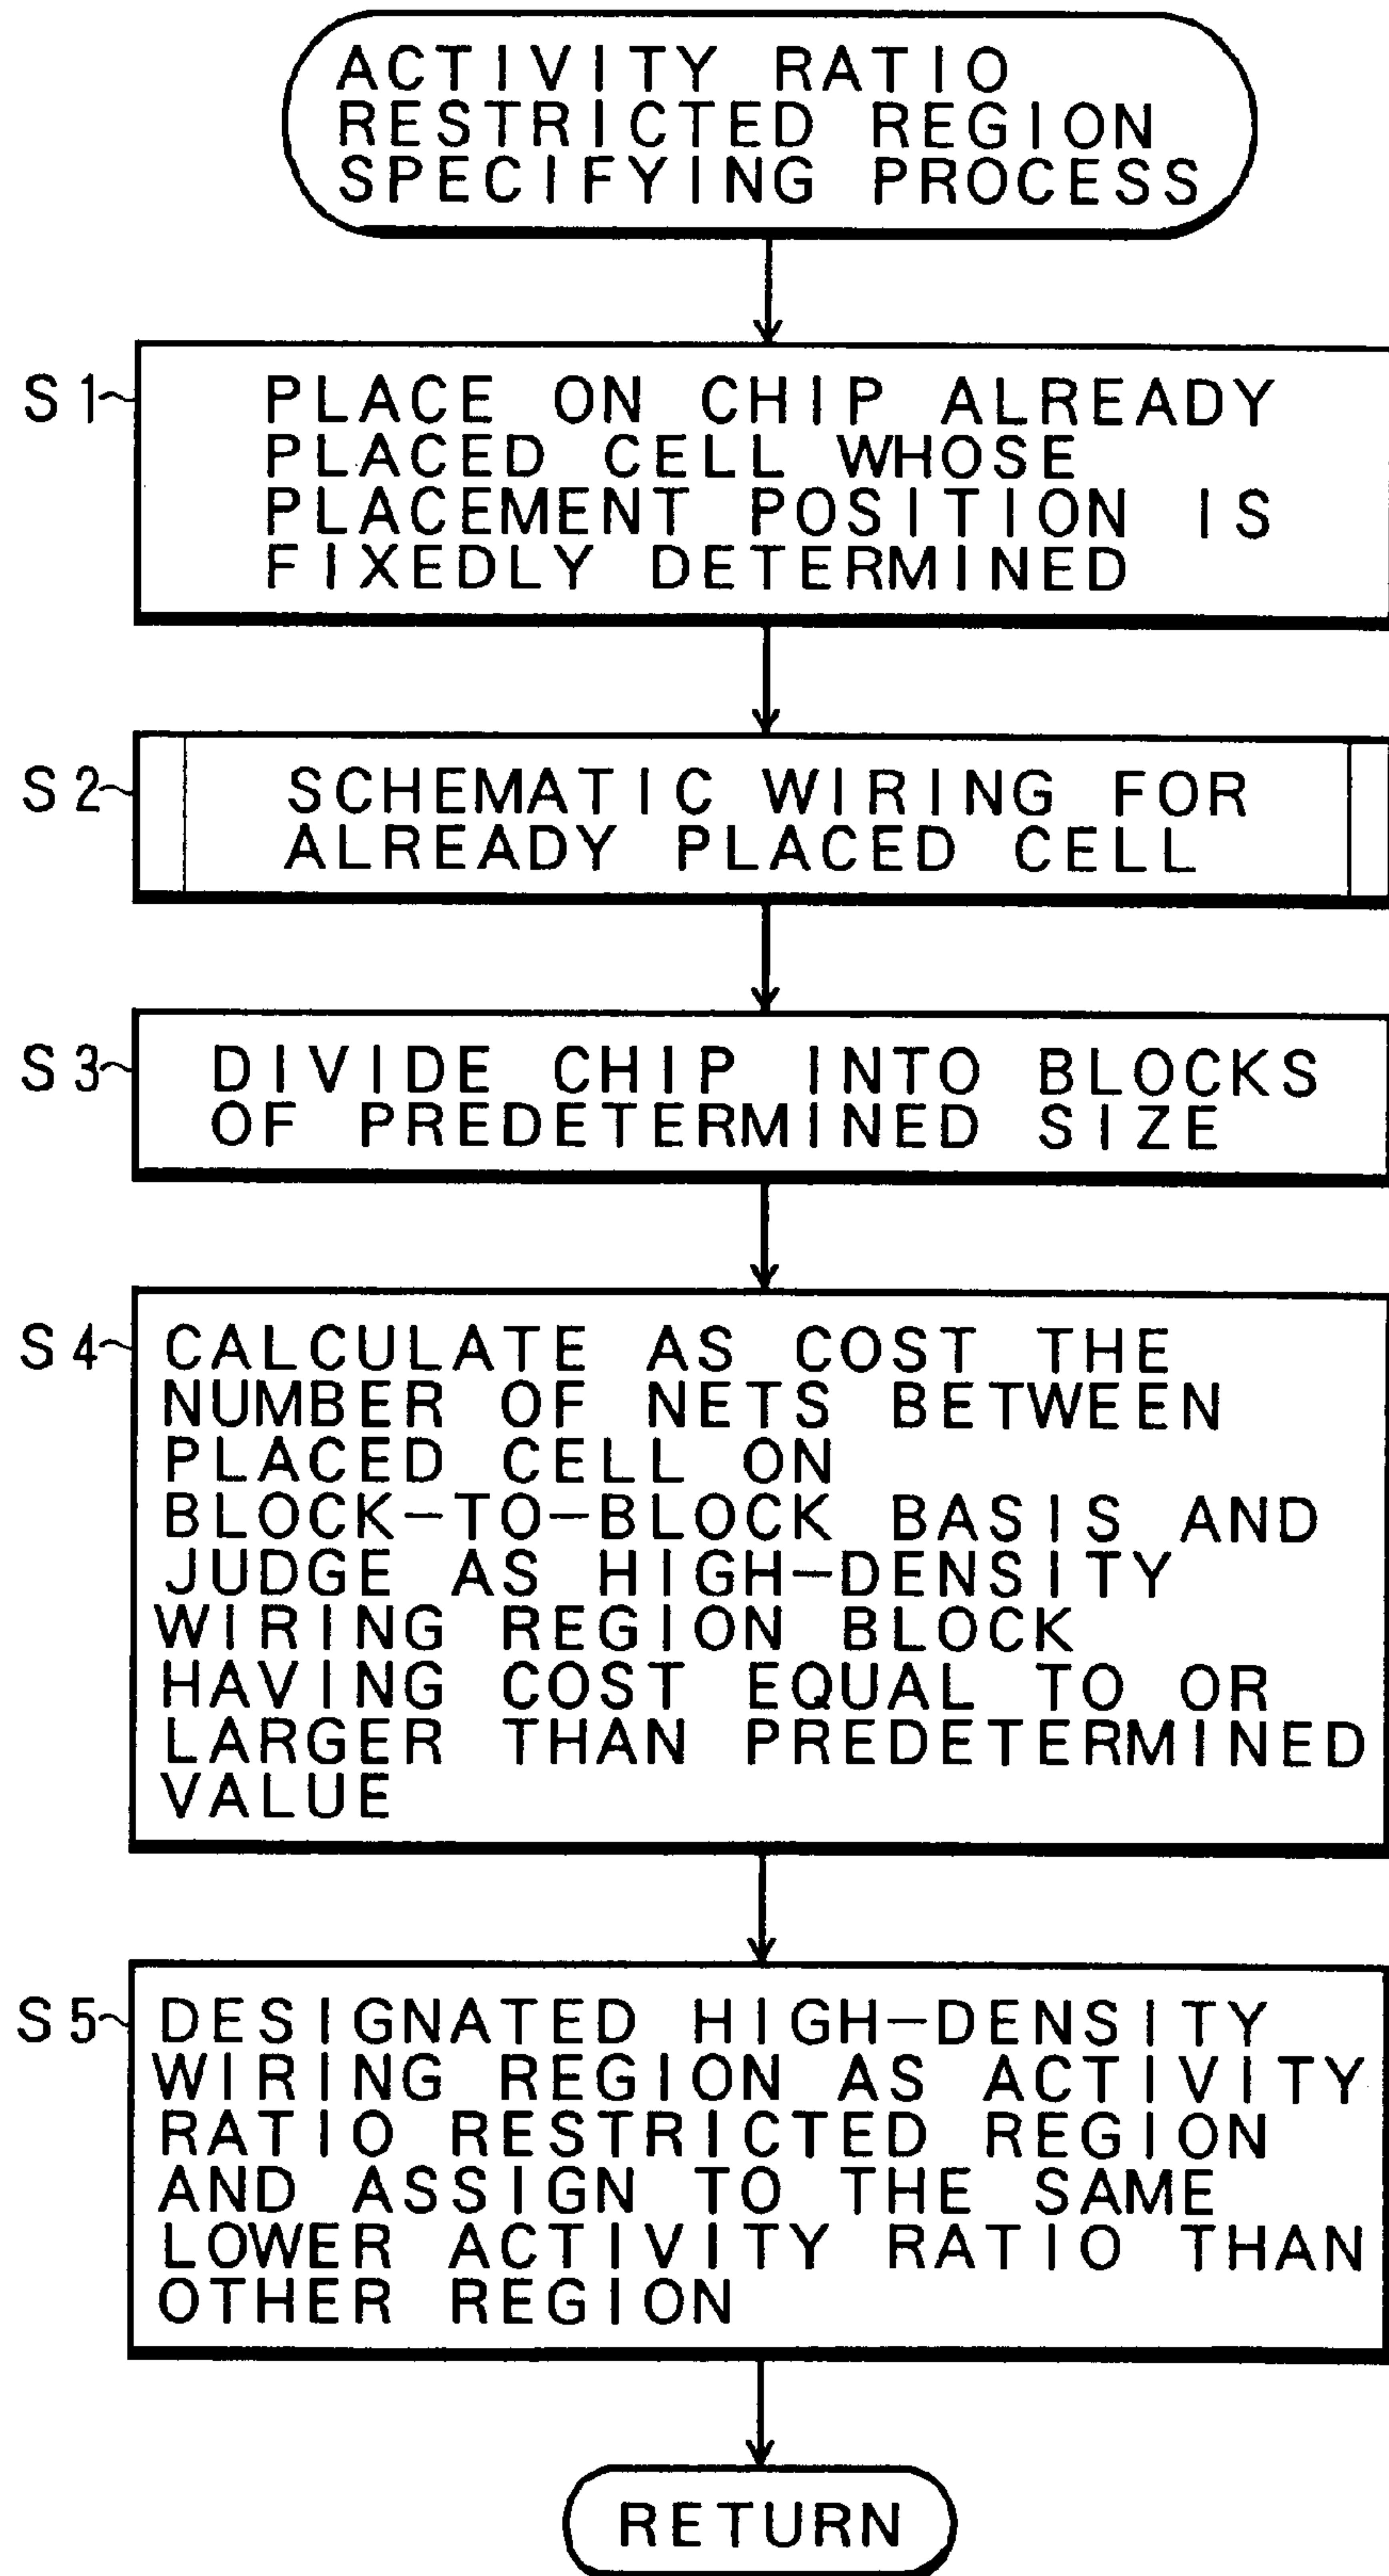 ACTIVITY RATIO
RESTRICTED REGION
SPECIFYING PROCESS
S1
PLACE ON CHIP ALREADY
PLACED CELL WHOSE
PLACEMENT POSITION IS
FIXEDLY DETERMINED
S2
SCHEMATIC WIRING FOR
ALREADY PLACED CELL
S3
DIVIDE CHIP INTO BLOCKS
OF PREDETERMINED SIZE
S4
CALCULATE AS COST THE
NUMBER OF NETS BETWEEN
PLACED CELL ON
BLOCK-TO-BLOCK BASIS AND
JUDGE AS HIGH-DENSITY
WIRING REGION BLOCK
HAVING COST EQUAL TO OR
LARGER THAN PREDETERMINED
VALUE
S5
DESIGNATED HIGH-DENSITY
WIRING REGION AS ACTIVITY
RATIO RESTRICTED REGION
AND ASSIGN TO THE SAME
LOWER ACTIVITY RATIO THAN
OTHER REGION
RETURN